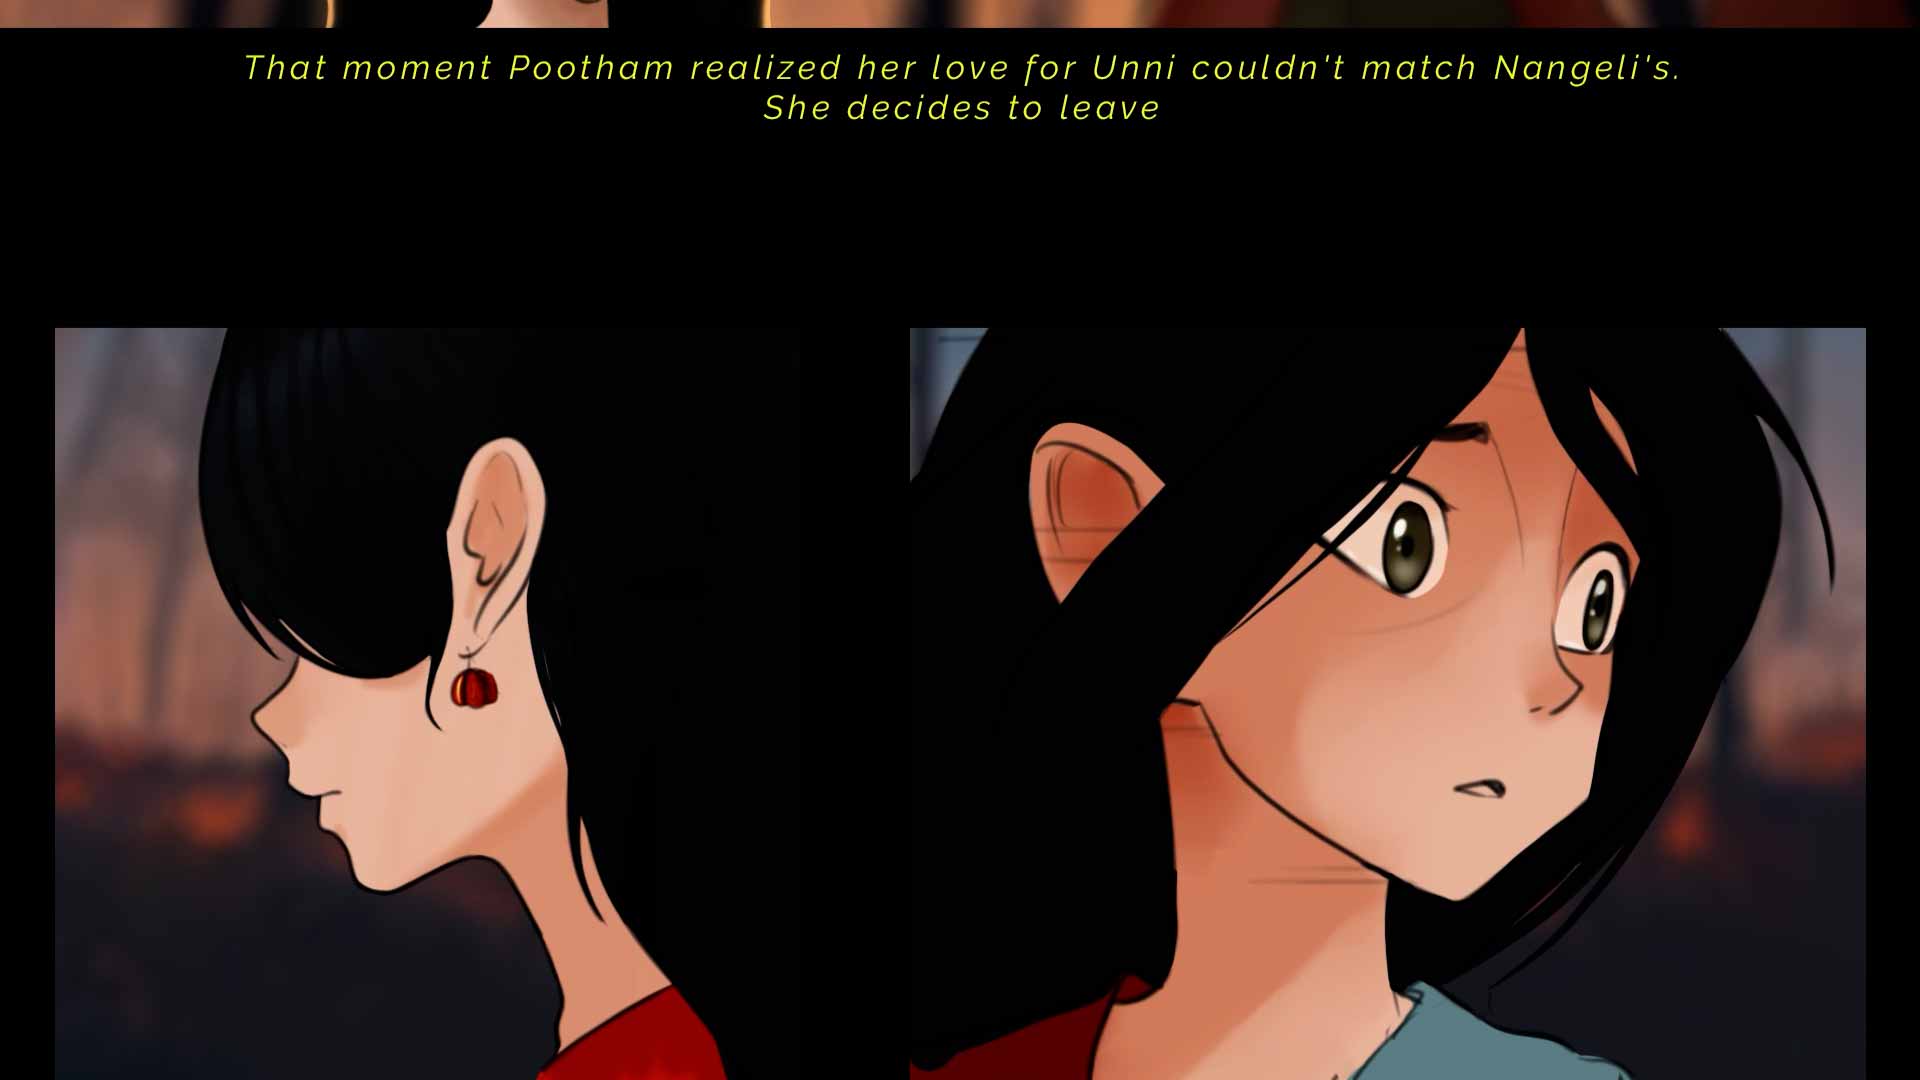 That moment Pootham realized her love for Unni couldn't match Nangeli's.
She decides to leave